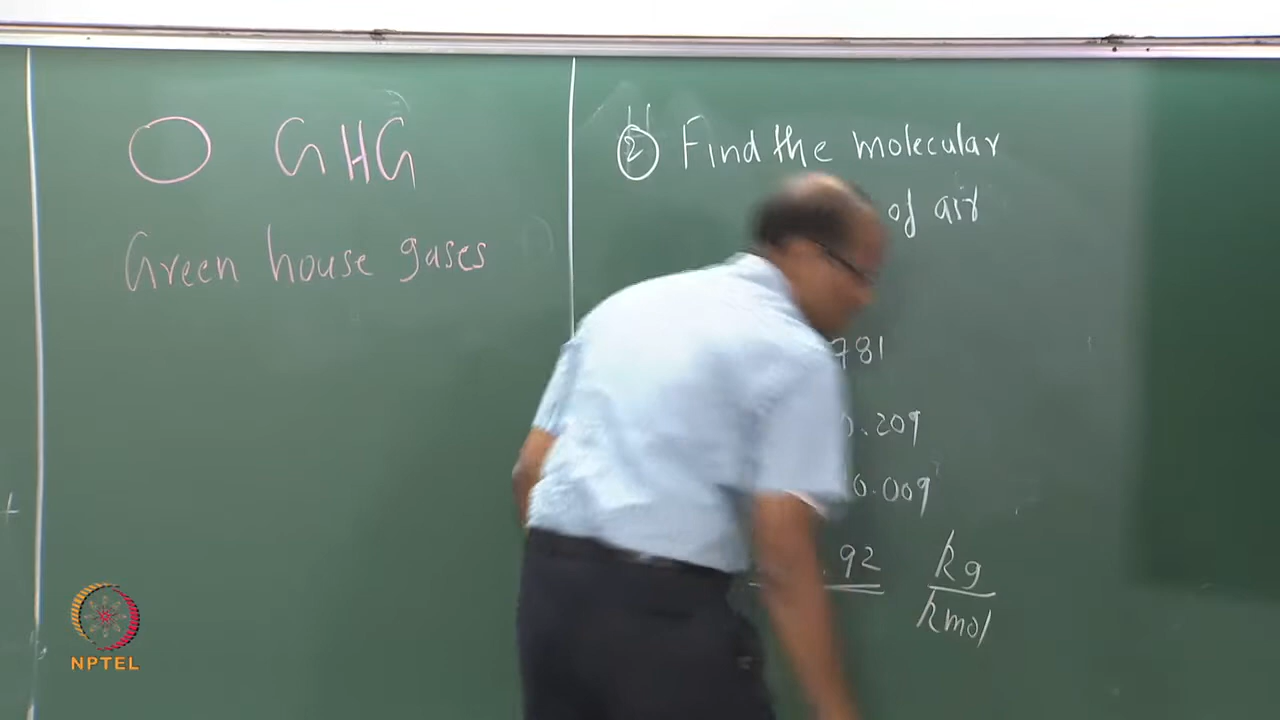 GHG
Green house gases
② Find the molecular
of air
781
0.209
0.009
.92 kg
kmol
NPTEL